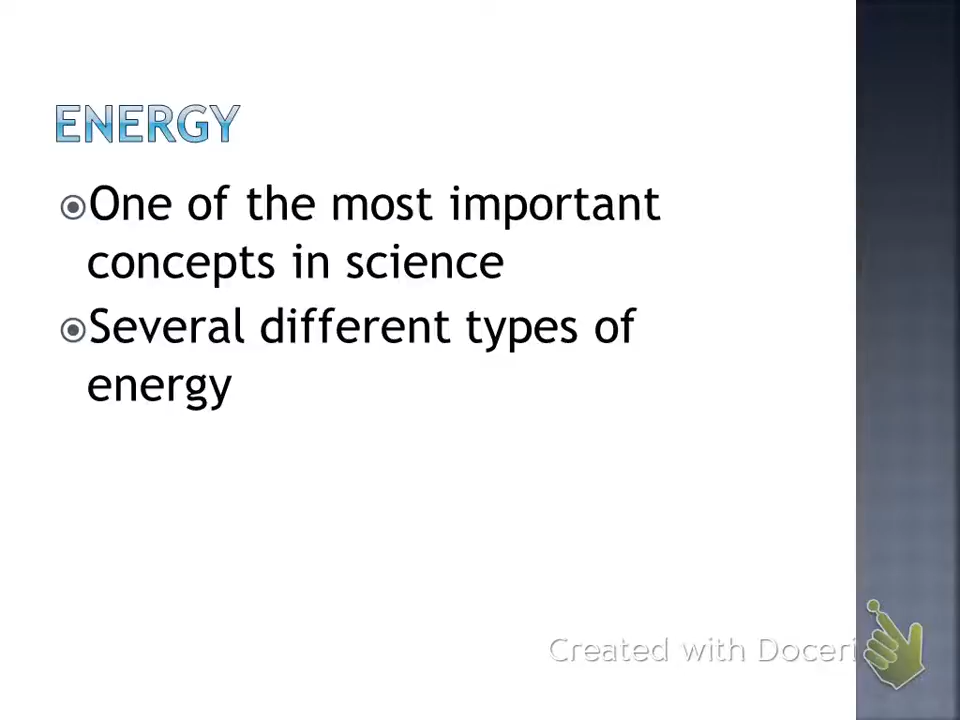 ENERGY
One of the most important
concepts in science
Several different types of
energy
Created with Doceri